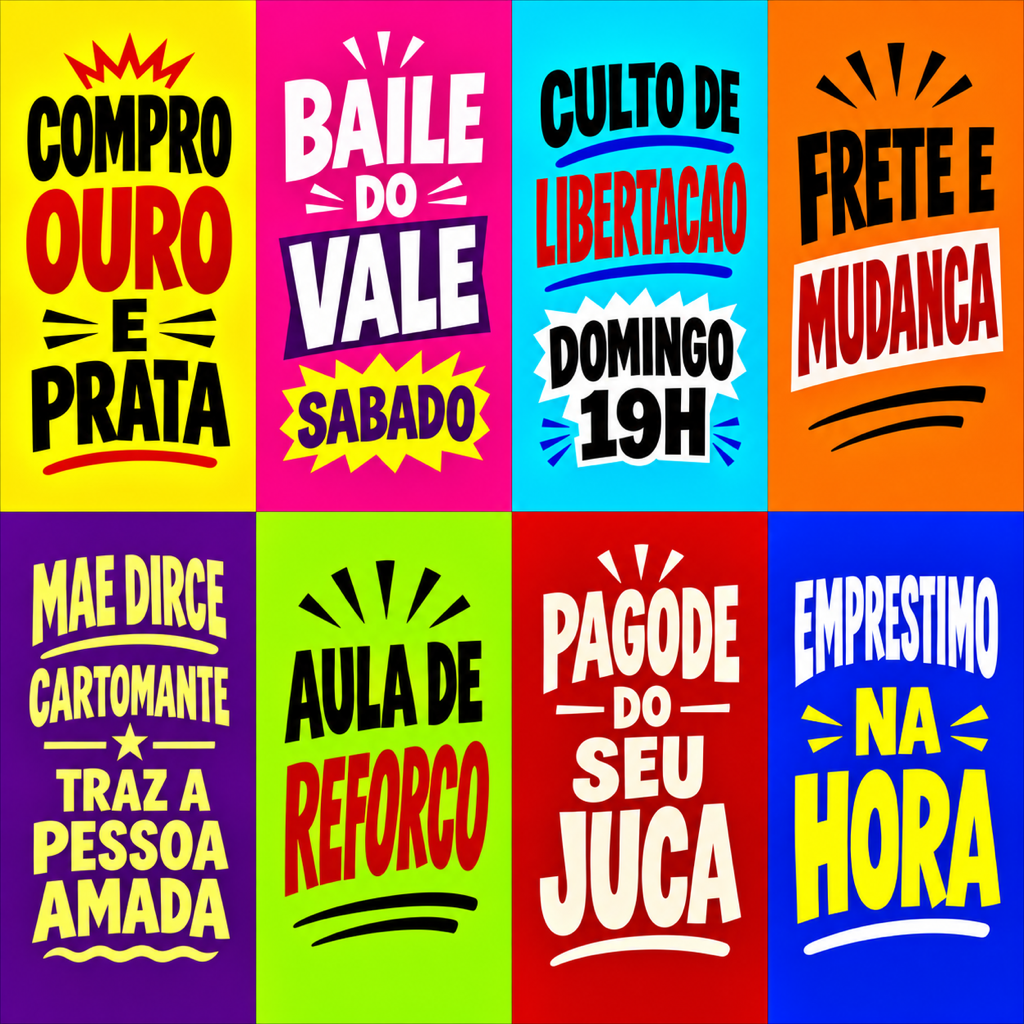 COMPRO
OURO
E
PRATA
BAILE
DO
VALE
SABADO
CULTO DE
LIBERTACAO
DOMINGO
19H
FRETE E
MUDANCA
MAE DIRCE
CARTOMANTE
TRAZ A
PESSOA
AMADA
AULA DE
REFORCO
PAGODE
DO
SEU
JUCA
EMPRESTIMO
NA
HORA